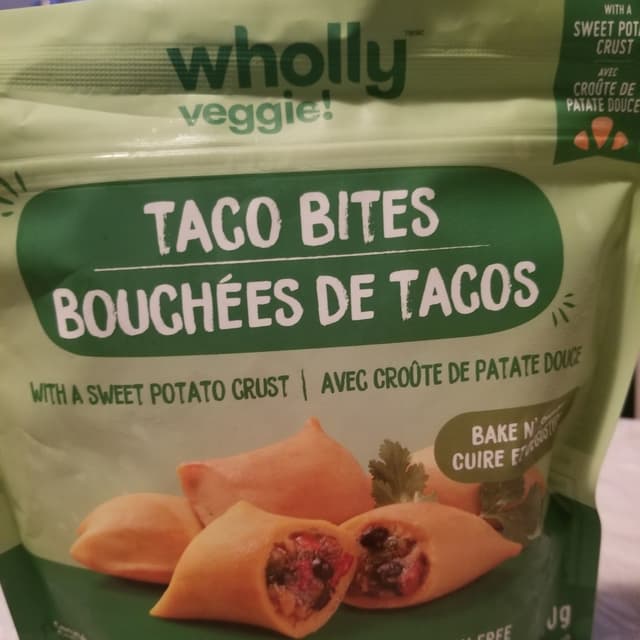 wholly
veggie!
WITH A
SWEET
CRUST
AVEC
CROÛTE DE
PATATE DOUCE
TACO BITES
BOUCHÉES DE TACOS
WITH A SWEET POTATO CRUST | AVEC CROÛTE DE PATATE DOUCE
BAKE N'
CUIRE
FREE